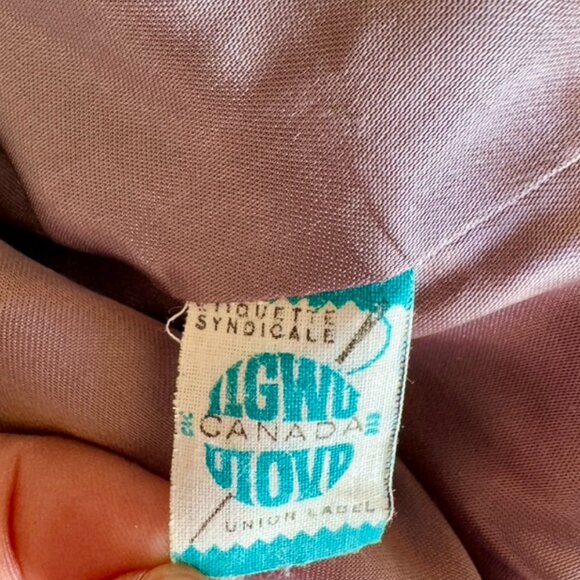 ETIQUETTE
SYNDICALE
ILGWU
CANADA
UIOVD
UNION LABEL